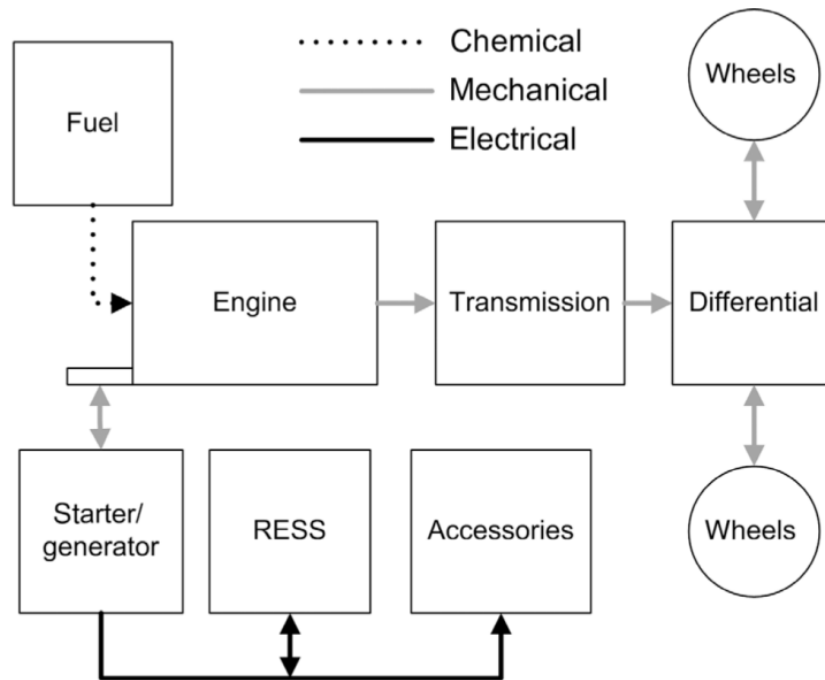 Chemical
Mechanical
Electrical
Fuel
Wheels
Engine
Transmission
Differential
Starter/
generator
RESS
Accessories
Wheels